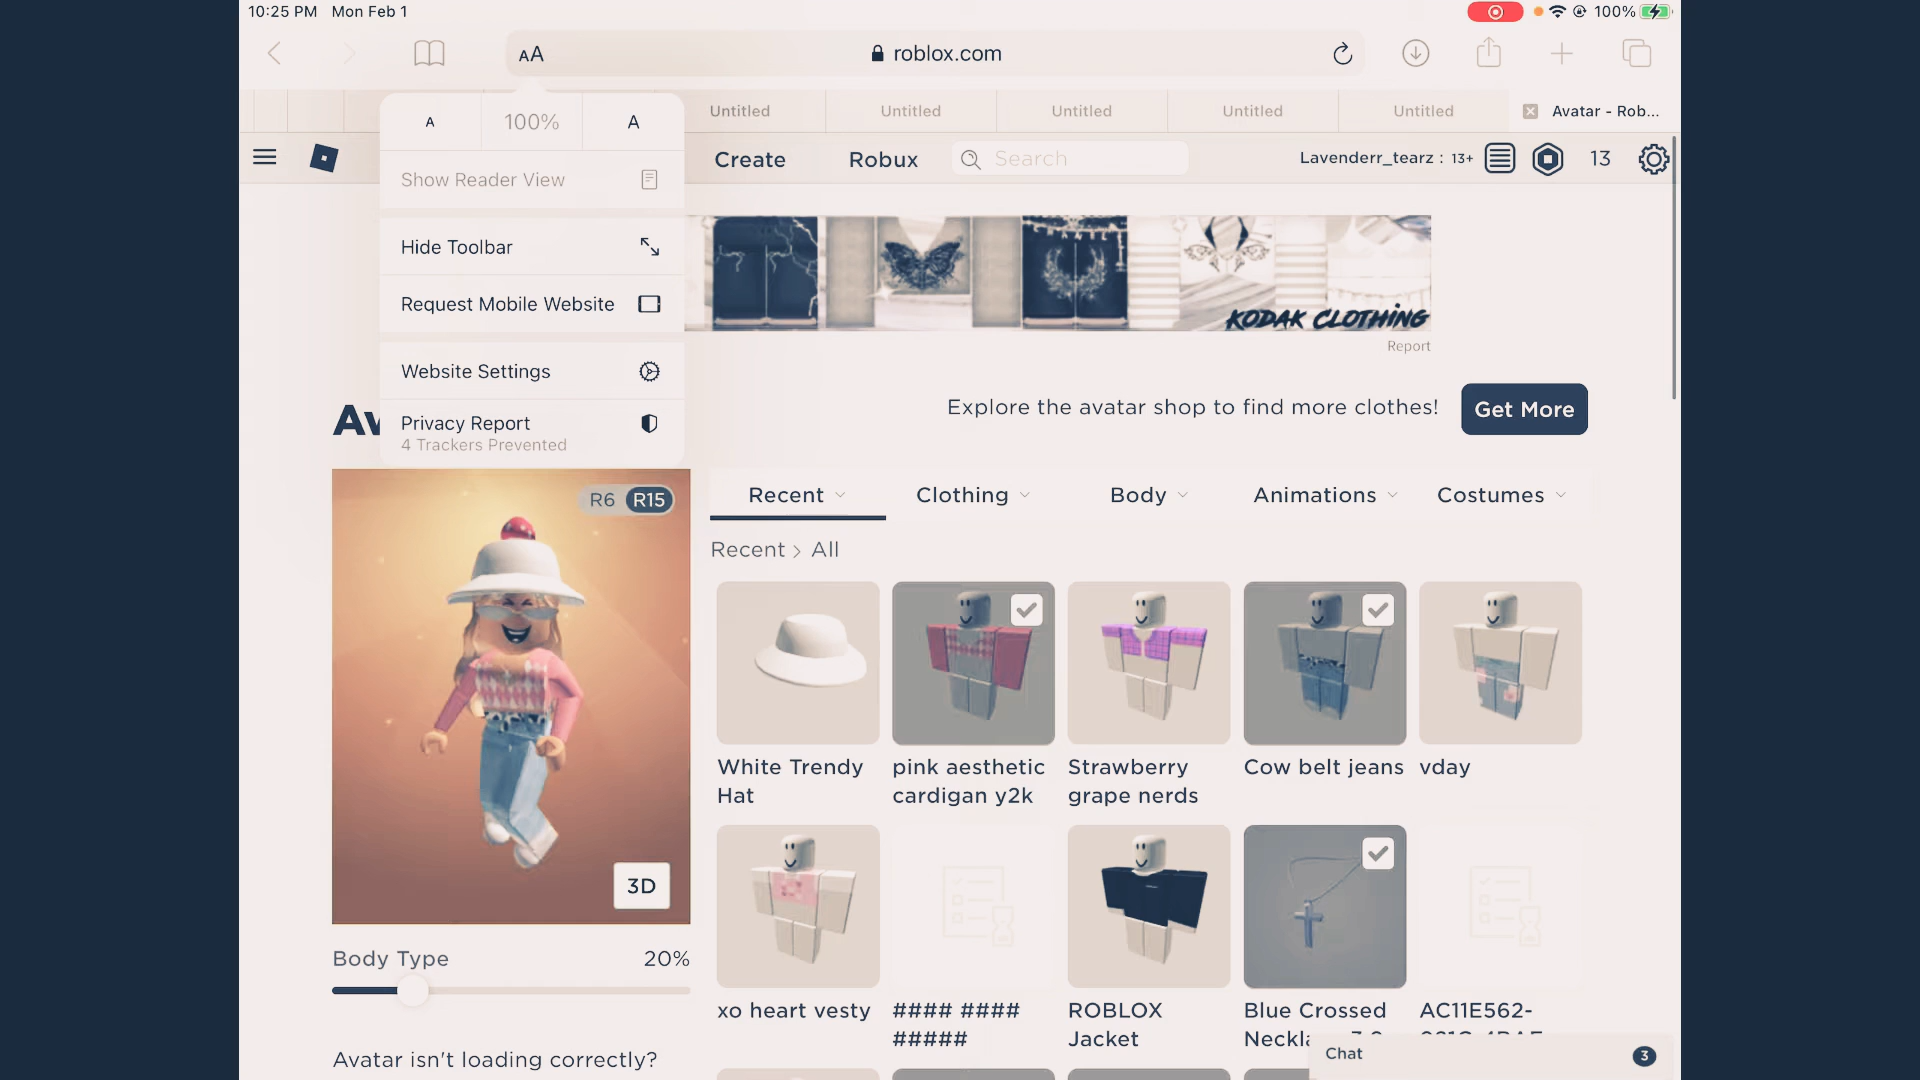 10:25 PM Mon Feb 1
100%
AA
roblox.com
Untitled
Untitled
Untitled
Untitled
Untitled
Avatar - Rob...
A
100%
A
Show Reader View
Hide Toolbar
Request Mobile Website
Website Settings
Privacy Report
4 Trackers Prevented
Create
Robux
Search
Lavenderr_tearz : 13+
13
KODAK CLOTHING
Report
Av
Explore the avatar shop to find more clothes!
Get More
R6
R15
3D
Recent
Clothing
Body
Animations
Costumes
Recent > All
White Trendy
Hat
pink aesthetic
cardigan y2k
Strawberry
grape nerds
Cow belt jeans
vday
xo heart vesty
#### ####
#####
ROBLOX
Jacket
Blue Crossed
Neckla
AC11E562-
Body Type
20%
Avatar isn't loading correctly?
Chat
3